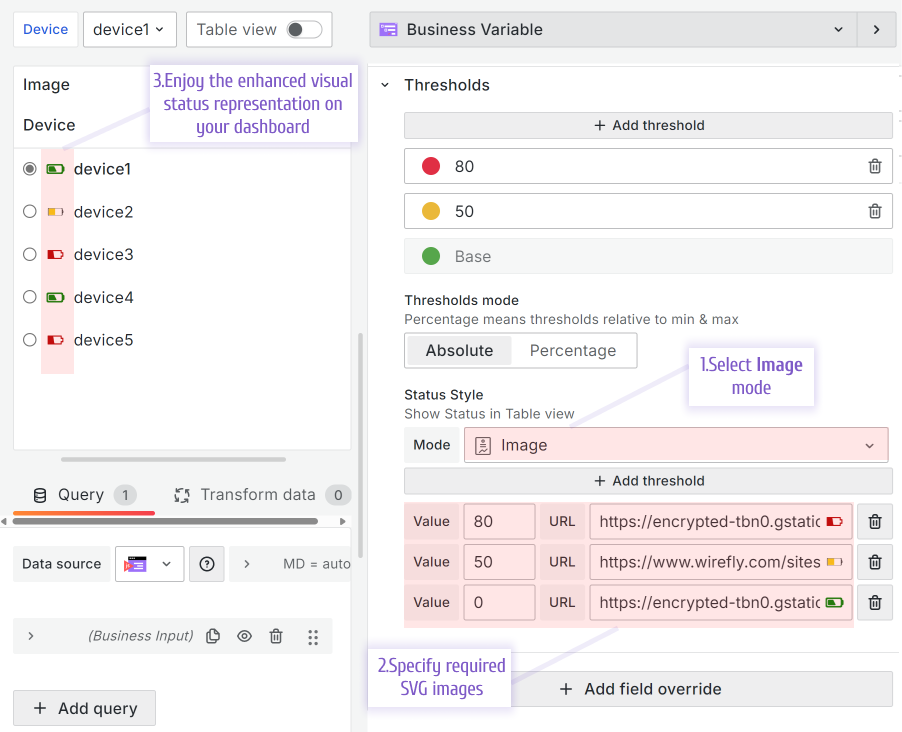 Device
device1
Table view
Business Variable
Image
Device
3.Enjoy the enhanced visual
status representation on
your dashboard
device1
device2
device3
device4
device5
Query 1
Transform data 0
Data source
MD = auto
(Business Input)
+ Add query
Thresholds
+ Add threshold
80
50
Base
Thresholds mode
Percentage means thresholds relative to min & max
Absolute
Percentage
1.Select Image
mode
Status Style
Show Status in Table view
Mode
Image
+ Add threshold
Value 80 URL https://encrypted-tbn0.gstatic
Value 50 URL https://www.wirefly.com/sites
Value 0 URL https://encrypted-tbn0.gstatic
2.Specify required
SVG images
+ Add field override